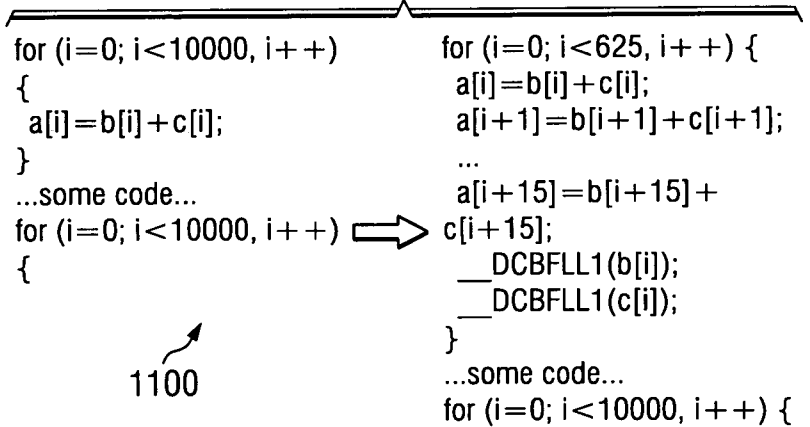 for (i=0; i<10000, i++)
{
a[i]=b[i]+c[i];
}
...some code...
for (i=0; i<10000, i++)
{
1100
for (i=0; i<625, i++) {
a[i]=b[i]+c[i];
a[i+1]=b[i+1]+c[i+1];
...
a[i+15]=b[i+15]+
c[i+15];
__DCBFLL1(b[i]);
__DCBFLL1(c[i]);
}
...some code...
for (i=0; i<10000, i++) {